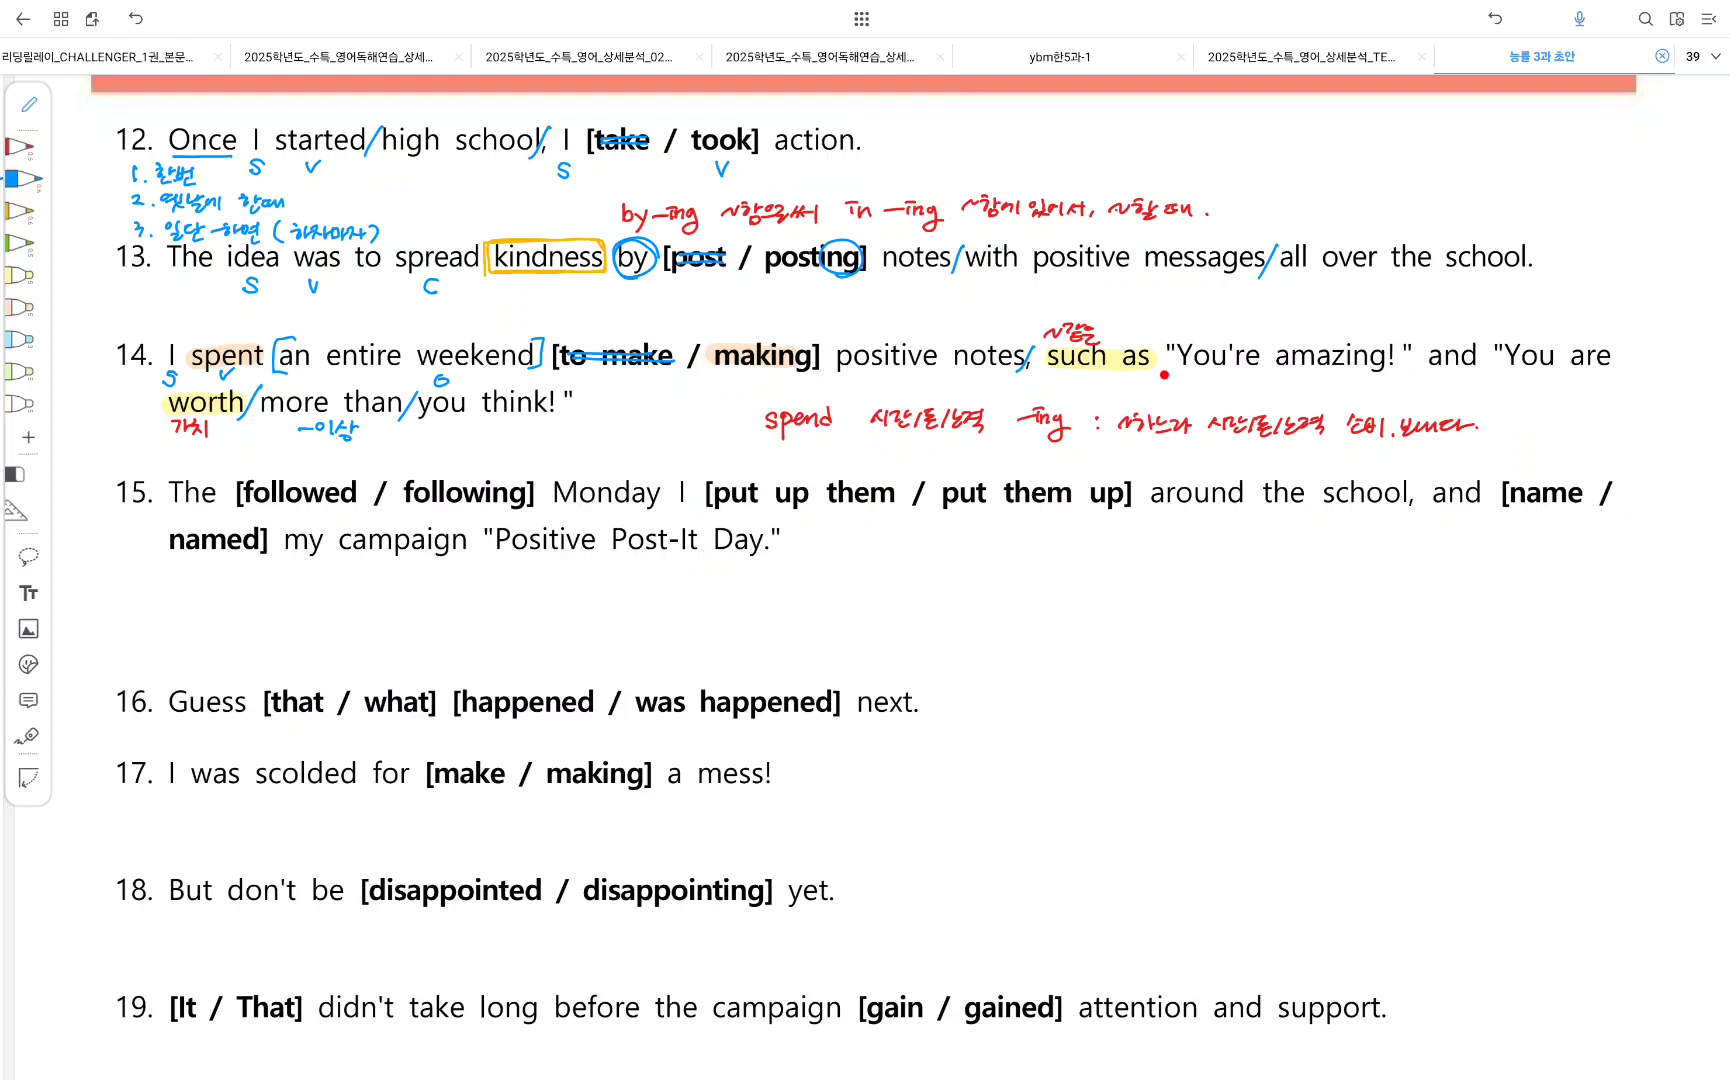 리딩릴레이_CHALLENGER_1권_본문...
2025학년도_수특_영어독해연습_상세...
2025학년도_수특_영어_상세분석_02...
2025학년도_수특_영어독해연습_상세...
ybm한5과-1
2025학년도_수특_영어_상세분석_TE...
능률 3과 초안
39
12. Once I started/high school/, I [take / took] action.
S V S V
1. 한번
2. 옛날에 한때
3. 일단 ~하면 (하자마자)
by -ing ~함으로써 in -ing ~함에 있어서, ~할 때.
13. The idea was to spread kindness by [post / posting] notes/with positive messages/all over the school.
S V C
~같은
14. I spent [an entire weekend] [to make / making] positive notes/, such as "You're amazing!" and "You are
S V O
worth/more than/you think!"
가치 ~이상
spend 시간/돈/노력 -ing : ~하느라 시간/돈/노력 소비, 보내다.
15. The [followed / following] Monday I [put up them / put them up] around the school, and [name /
named] my campaign "Positive Post-It Day."
16. Guess [that / what] [happened / was happened] next.
17. I was scolded for [make / making] a mess!
18. But don't be [disappointed / disappointing] yet.
19. [It / That] didn't take long before the campaign [gain / gained] attention and support.
Tт